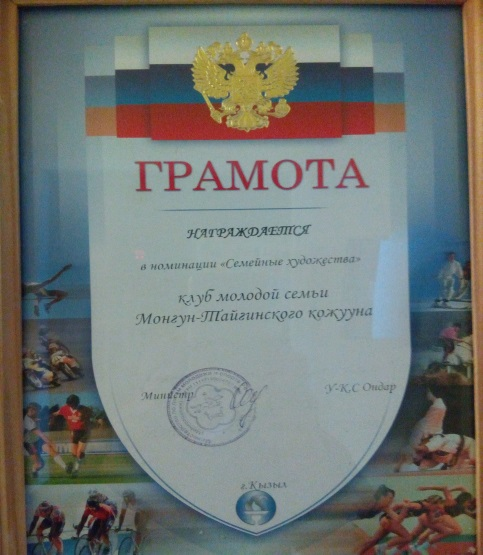 ГРАМОТА
НАГРАЖДАЕТСЯ
в номинации «Семейные художества»
клуб молодой семьи
Монгун-Тайгинского кожууна
Министр
У-К.С Ондар
г.Кызыл